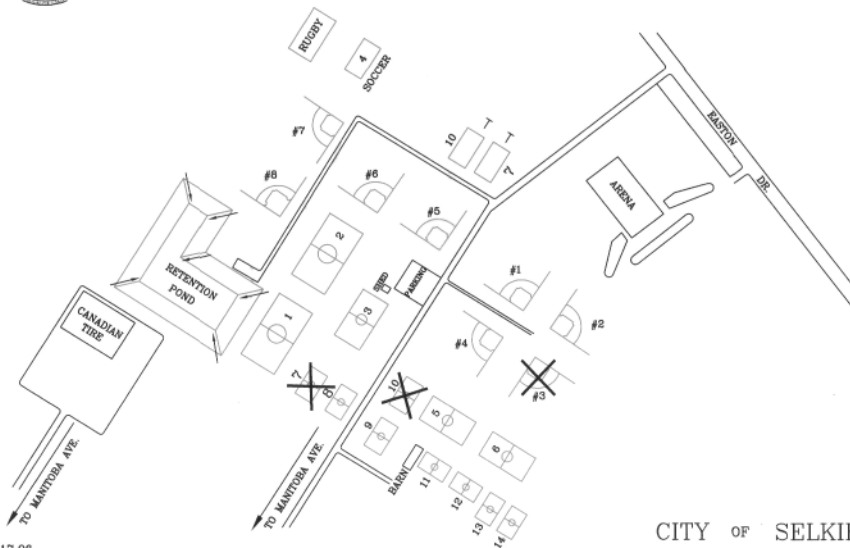 RUGBY
4
SOCCER
#7
10
T
T
7
EASTON
DR.
#8
#6
#5
ARENA
2
RETENTION
POND
SHED
PARKING
#1
#2
CANADIAN
TIRE
1
3
#4
#3
7
8
10
5
9
6
BARN
11
12
13
14
TO MANITOBA AVE.
TO MANITOBA AVE.
CITY OF